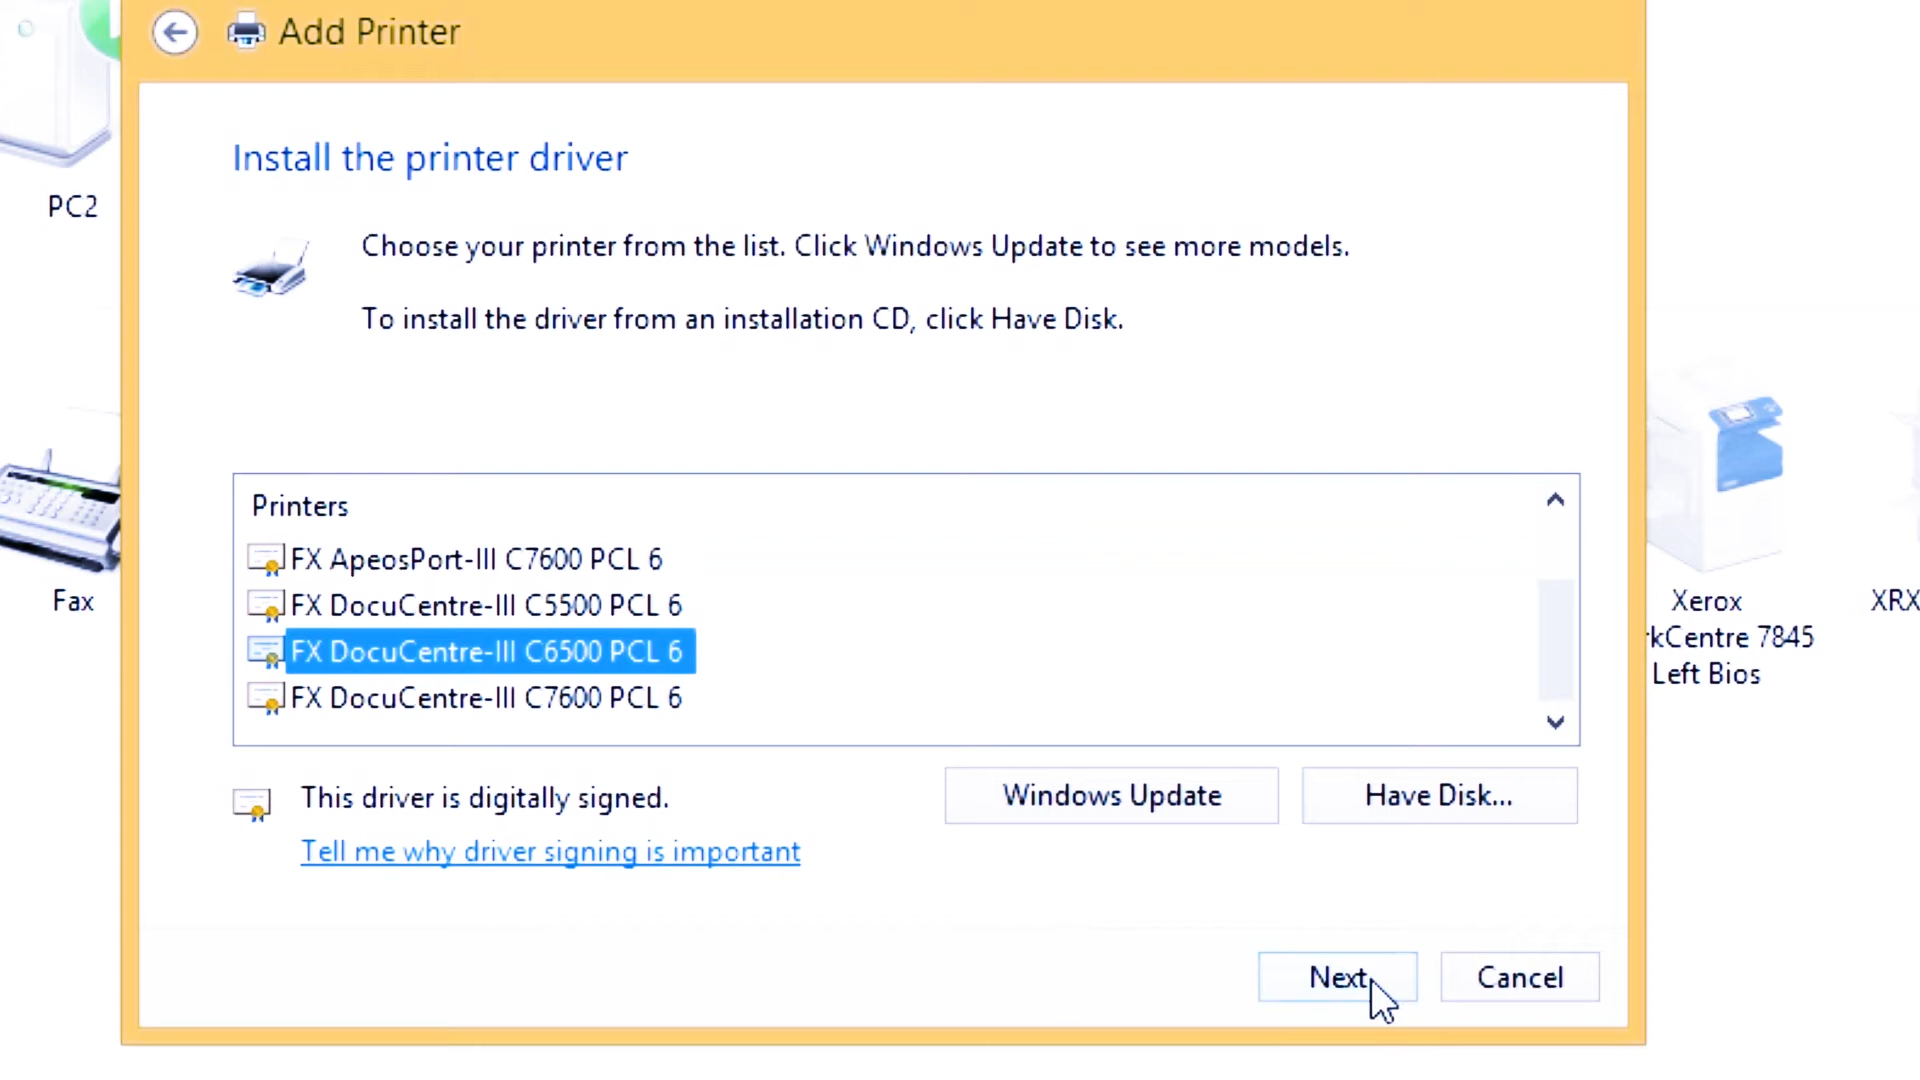 Add Printer
Install the printer driver
PC2
Choose your printer from the list. Click Windows Update to see more models.
To install the driver from an installation CD, click Have Disk.
Printers
FX ApeosPort-III C7600 PCL 6
FX DocuCentre-III C5500 PCL 6
FX DocuCentre-III C6500 PCL 6
FX DocuCentre-III C7600 PCL 6
Fax
Xerox
rkCentre 7845
Left Bios
XRX
This driver is digitally signed.
Windows Update
Have Disk...
Tell me why driver signing is important
Next
Cancel